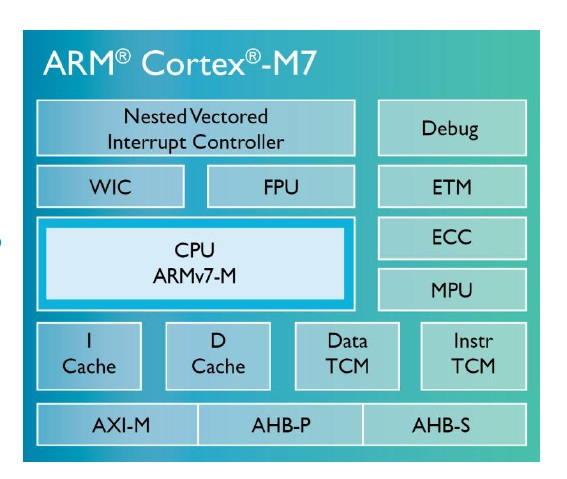 ARM® Cortex®-M7
Nested Vectored
Interrupt Controller
Debug
WIC
FPU
ETM
CPU
ARMv7-M
ECC
MPU
I
Cache
D
Cache
Data
TCM
Instr
TCM
AXI-M
AHB-P
AHB-S